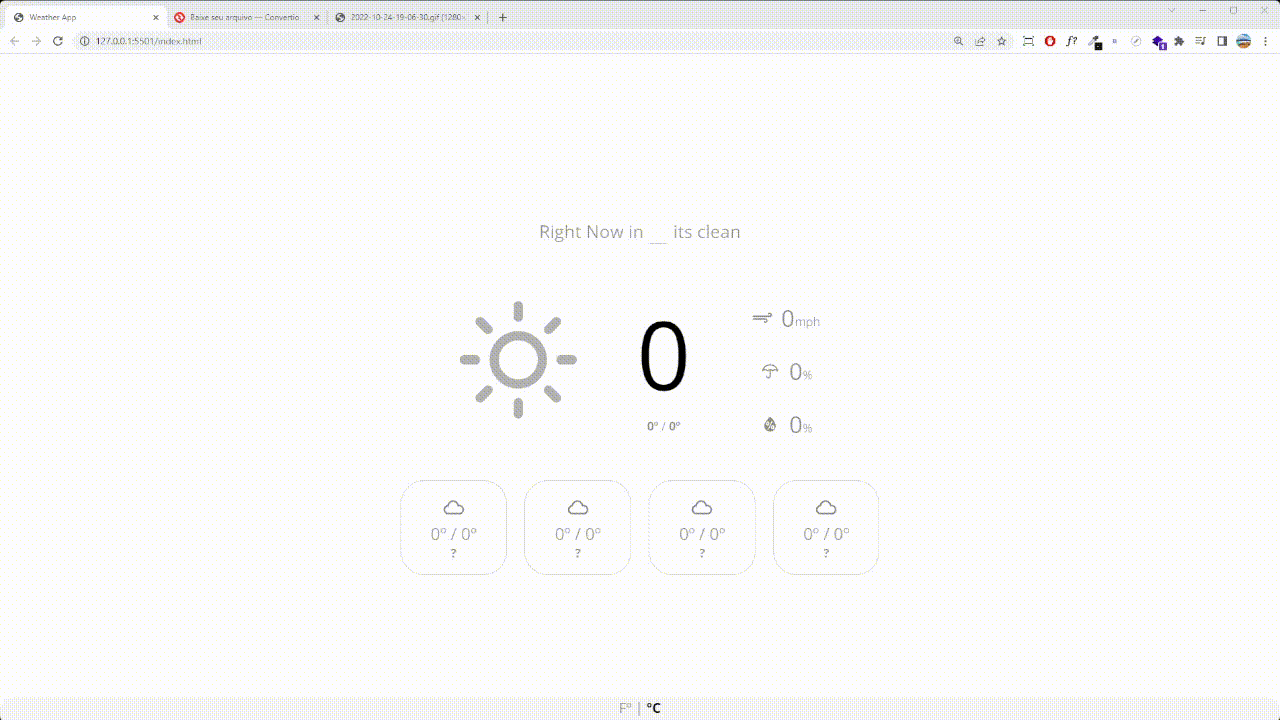 Weather App
Baixe seu arquivo — Convertio
2022-10-24-19-06-30.gif (1280×
127.0.0.1:5501/index.html
f?
Right Now in __ its clean
0
0mph
0%
0%
0° / 0°
0° / 0°
?
0° / 0°
?
0° / 0°
?
0° / 0°
?
F° | °C